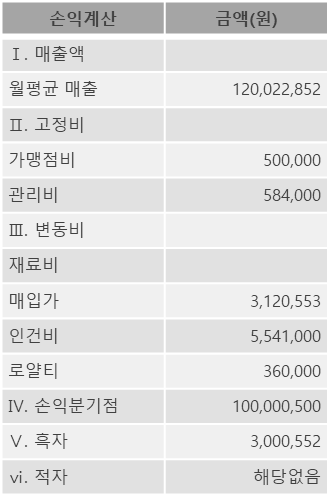 손익계산 금액(원)
Ⅰ. 매출액
월평균 매출 120,022,852
Ⅱ. 고정비
가맹점비 500,000
관리비 584,000
Ⅲ. 변동비
재료비
매입가 3,120,553
인건비 5,541,000
로얄티 360,000
Ⅳ. 손익분기점 100,000,500
Ⅴ. 흑자 3,000,552
ⅵ. 적자 해당없음